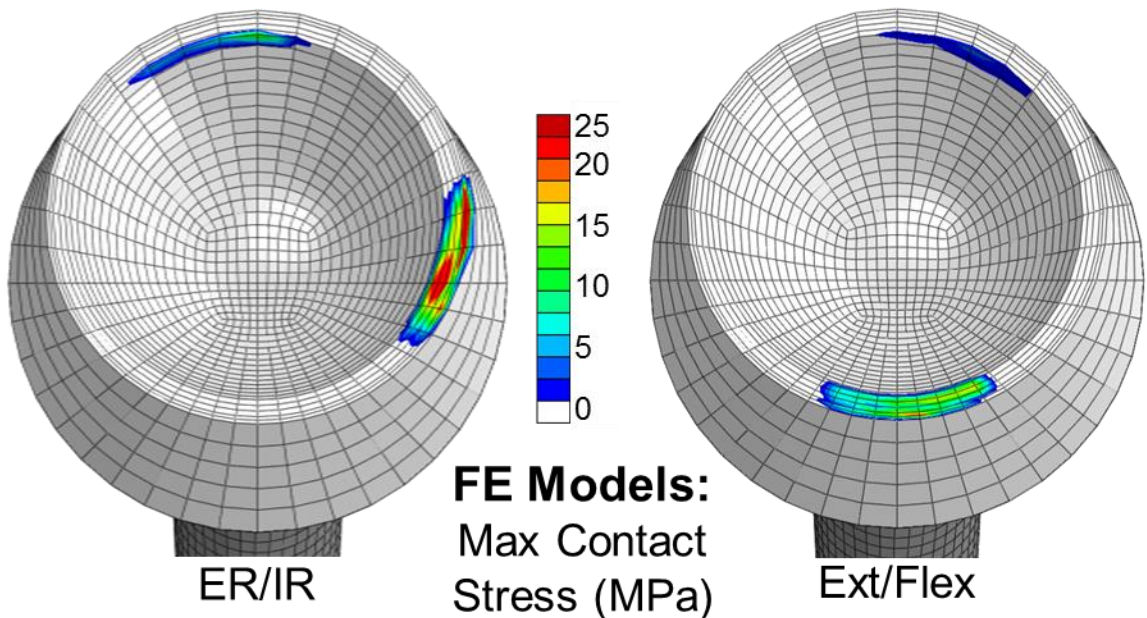 25
20
15
10
5
0
FE Models:
Max Contact
Stress (MPa)
ER/IR
Ext/Flex